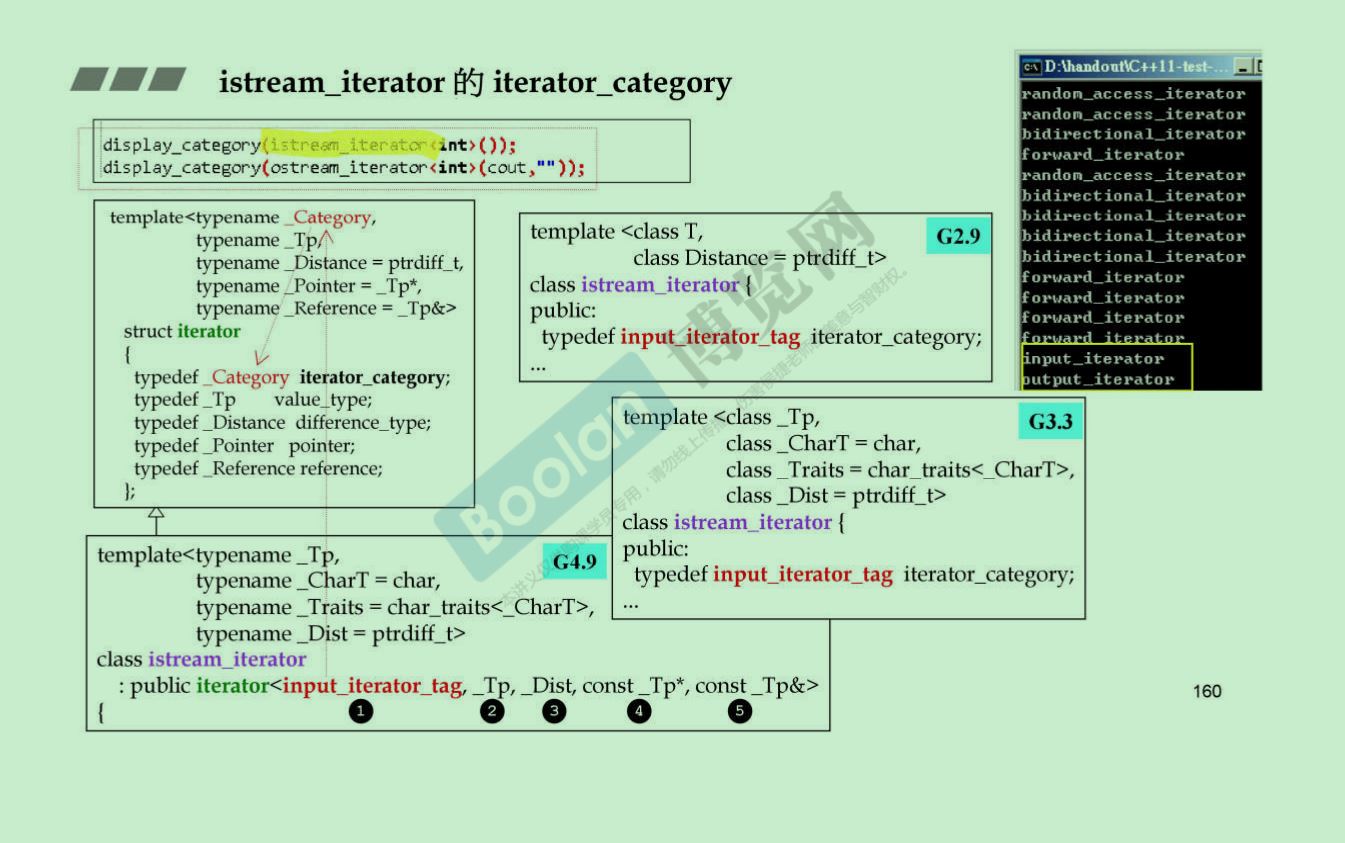 istream_iterator 的 iterator_category
display_category(istream_iterator<int>());
display_category(ostream_iterator<int>(cout,""));
template<typename _Category,
typename _Tp,
typename _Distance = ptrdiff_t,
typename _Pointer = _Tp*,
typename _Reference = _Tp&>
struct iterator
{
typedef _Category iterator_category;
typedef _Tp value_type;
typedef _Distance difference_type;
typedef _Pointer pointer;
typedef _Reference reference;
};
G4.9
template<typename _Tp,
typename _CharT = char,
typename _Traits = char_traits<_CharT>,
typename _Dist = ptrdiff_t>
class istream_iterator
: public iterator<input_iterator_tag, _Tp, _Dist, const _Tp*, const _Tp&>
{
1 2 3 4 5
G2.9
template <class T,
class Distance = ptrdiff_t>
class istream_iterator {
public:
typedef input_iterator_tag iterator_category;
...
G3.3
template <class _Tp,
class _CharT = char,
class _Traits = char_traits<_CharT>,
class _Dist = ptrdiff_t>
class istream_iterator {
public:
typedef input_iterator_tag iterator_category;
...
D:\handout\C++11-test-...
random_access_iterator
random_access_iterator
bidirectional_iterator
forward_iterator
random_access_iterator
bidirectional_iterator
bidirectional_iterator
bidirectional_iterator
bidirectional_iterator
forward_iterator
forward_iterator
forward_iterator
forward_iterator
input_iterator
output_iterator
Boolan 博览网
160